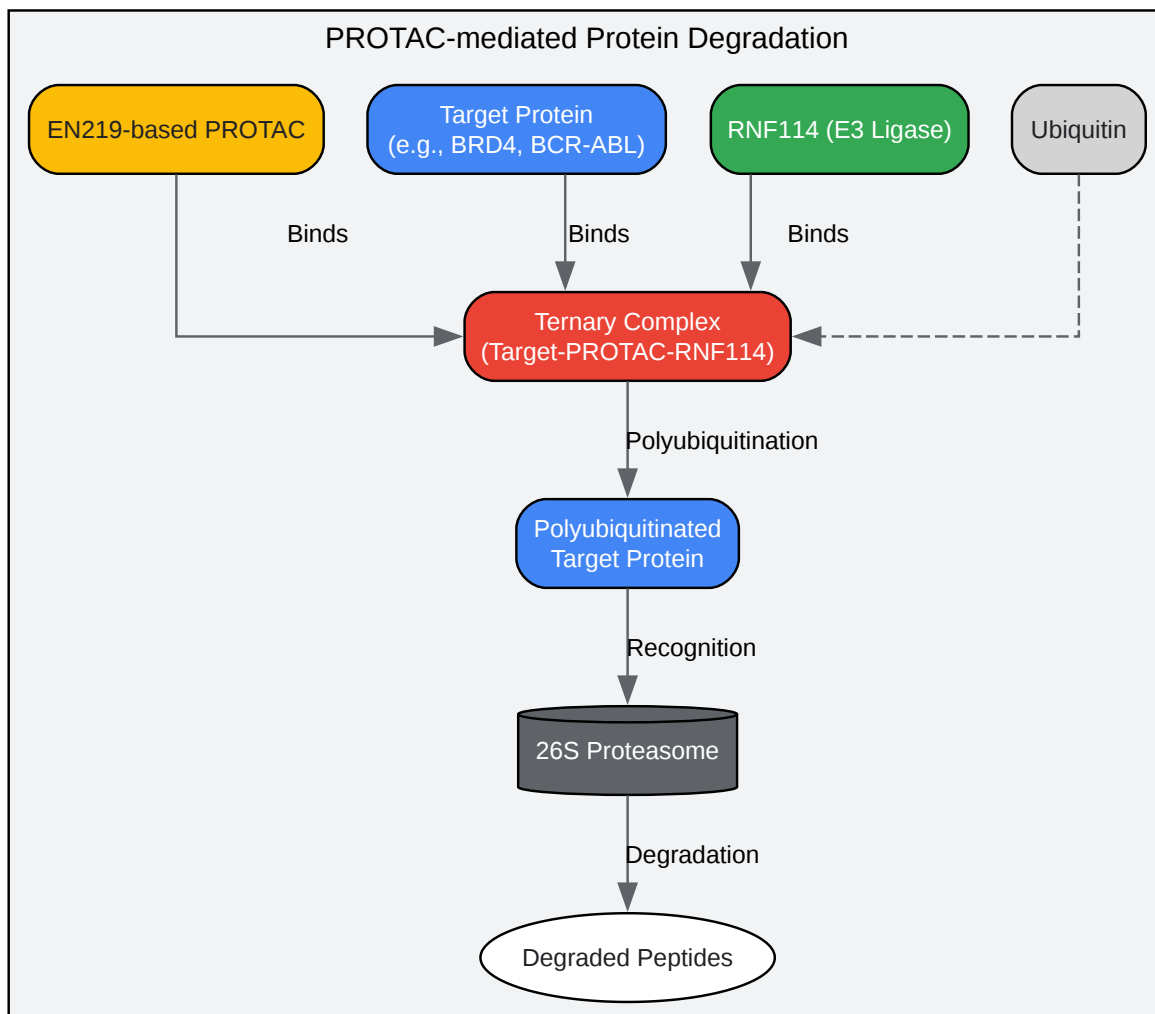 PROTAC-mediated Protein Degradation
EN219-based PROTAC
Target Protein
(e.g., BRD4, BCR-ABL)
RNF114 (E3 Ligase)
Ubiquitin
Binds
Binds
Binds
Ternary Complex
(Target-PROTAC-RNF114)
Polyubiquitination
Polyubiquitinated
Target Protein
Recognition
26S Proteasome
Degradation
Degraded Peptides